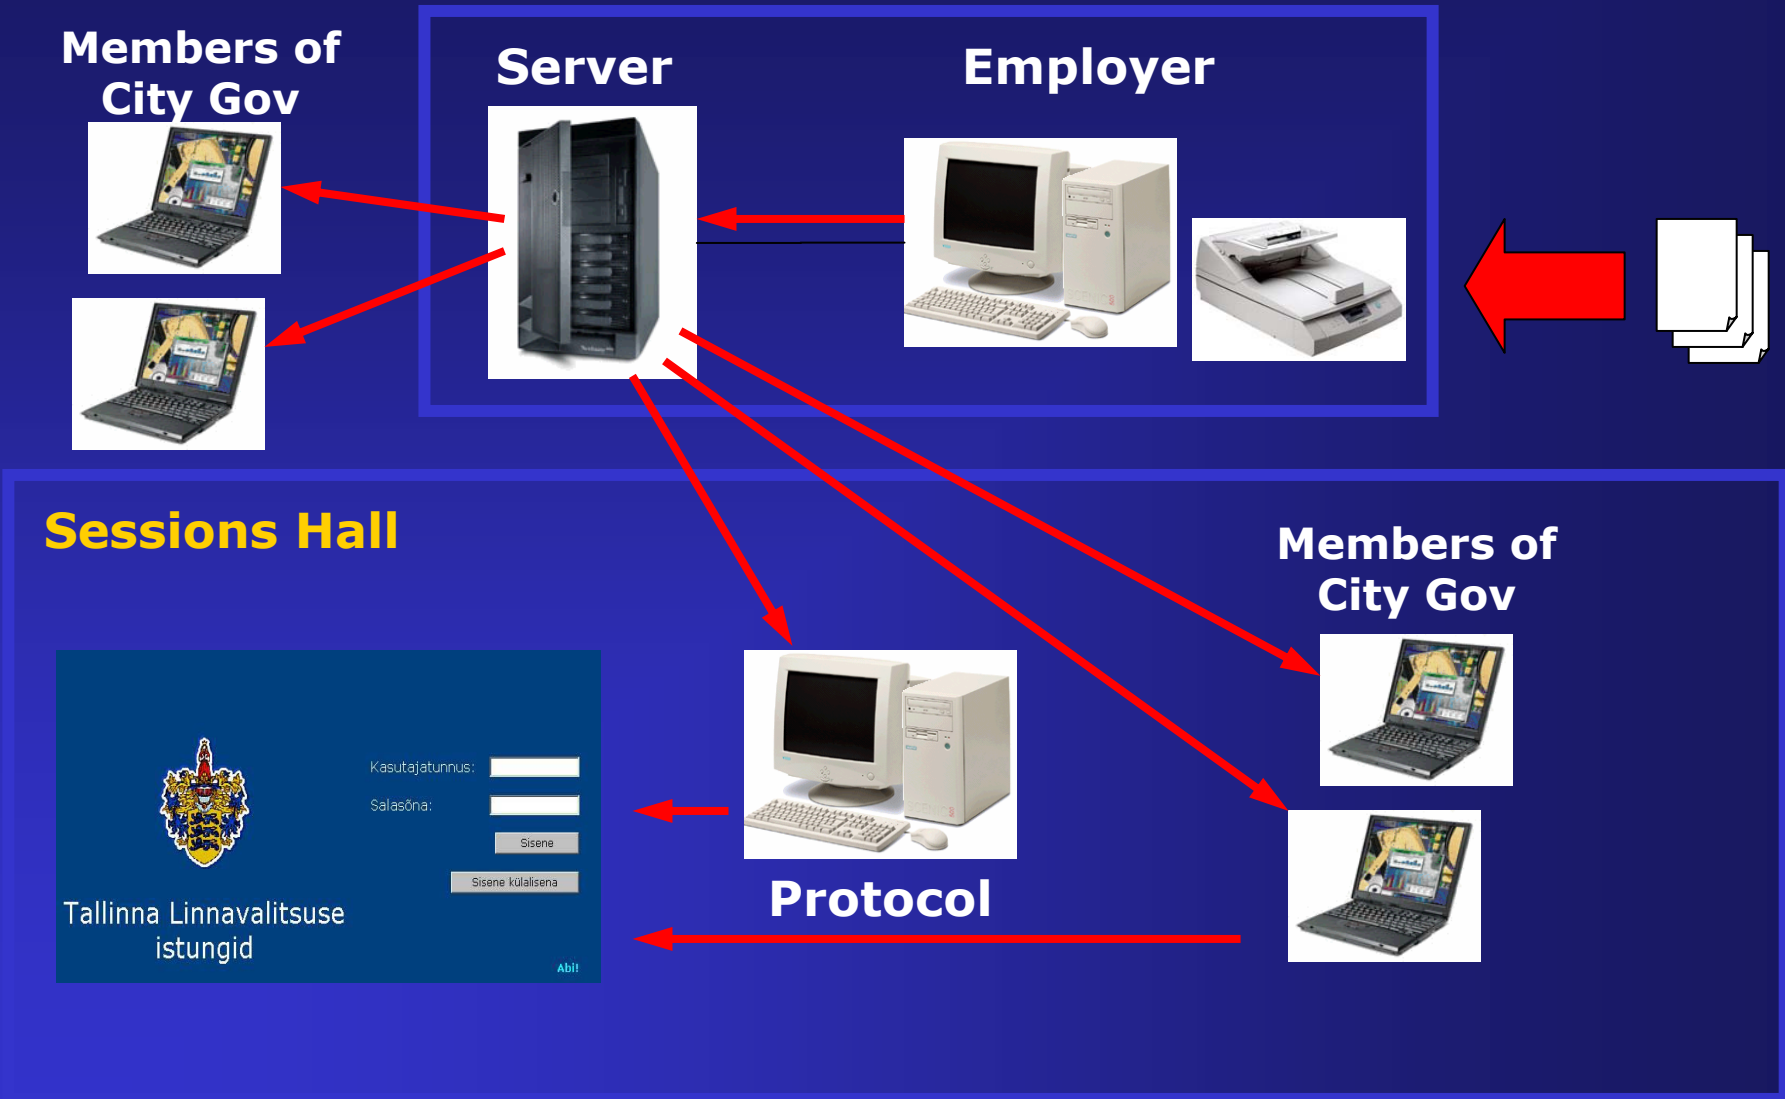 Members of
City Gov
Server
Employer
Sessions Hall
Members of
City Gov
Kasutajatunnus:
Salasõna:
Sisene
Sisene külalisena
Tallinna Linnavalitsuse
istungid
Abi!
Protocol